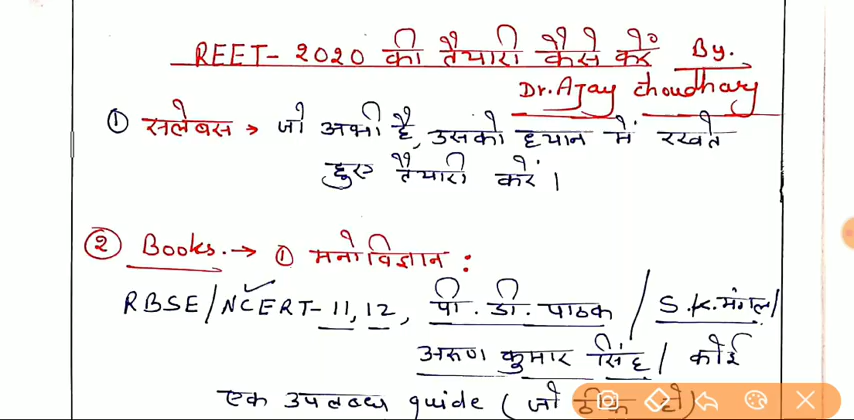 REET- 2020 की तैयारी कैसे करें By.
Dr. Ajay Choudhary
① सलेबस → जो अभी है, उसको ध्यान में रखते
हुए तैयारी करें।
② Books. → ① मनोविज्ञान :
RBSE/NCERT- 11, 12, पी. डी. पाठक / S.K. मंगल/
अरुण कुमार सिंह / कोई
एक उपलब्ध guide ( जो ठीक हो)